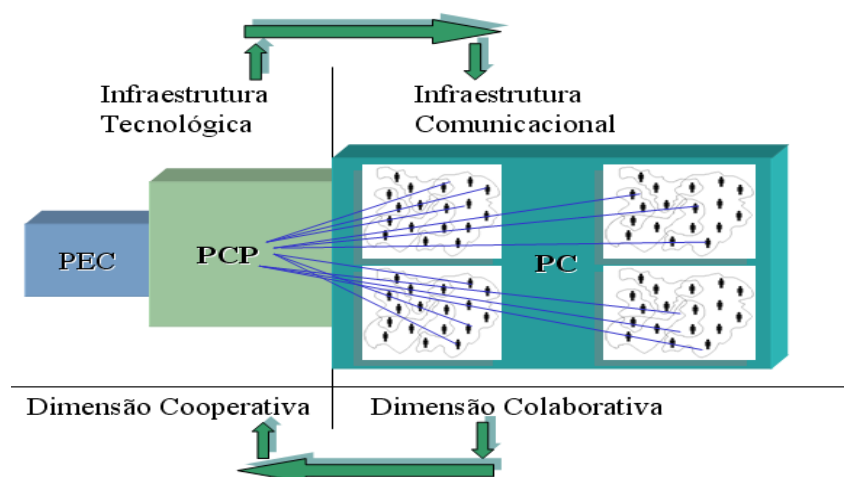 Infraestrutura
Tecnológica
Infraestrutura
Comunicacional
PEC
PCP
PC
Dimensão Cooperativa
Dimensão Colaborativa